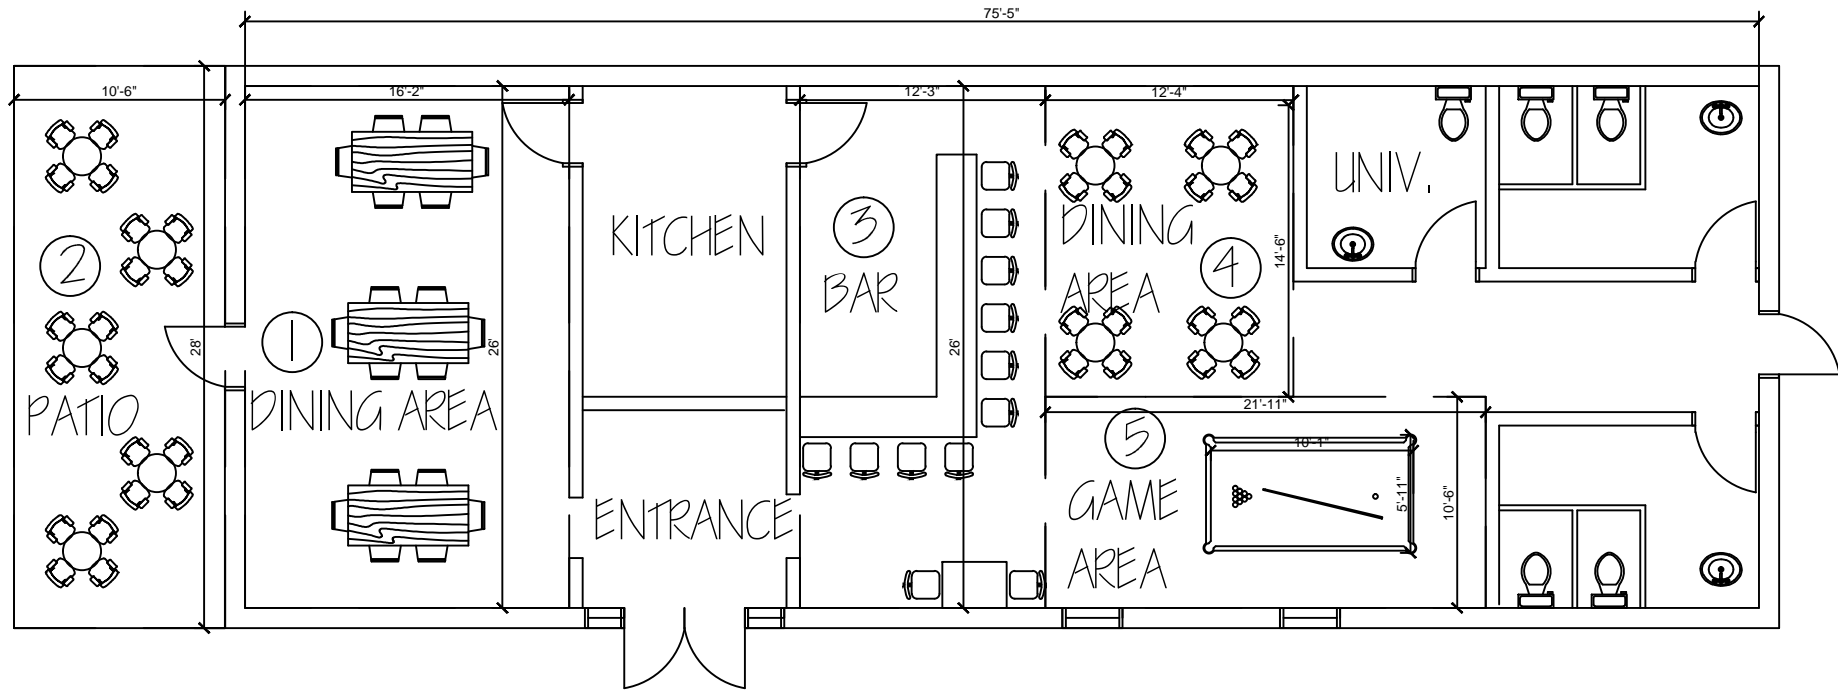 75'-5"
10'-6"
16'-2"
12'-3"
12'-4"
UNIV.
KITCHEN
3
BAR
DINING
AREA
4
14'-6"
2
28'
1
26'
26'
PATIO
DINING AREA
21'-11"
5
10'-1"
GAME
AREA
5'-11"
10'-6"
ENTRANCE